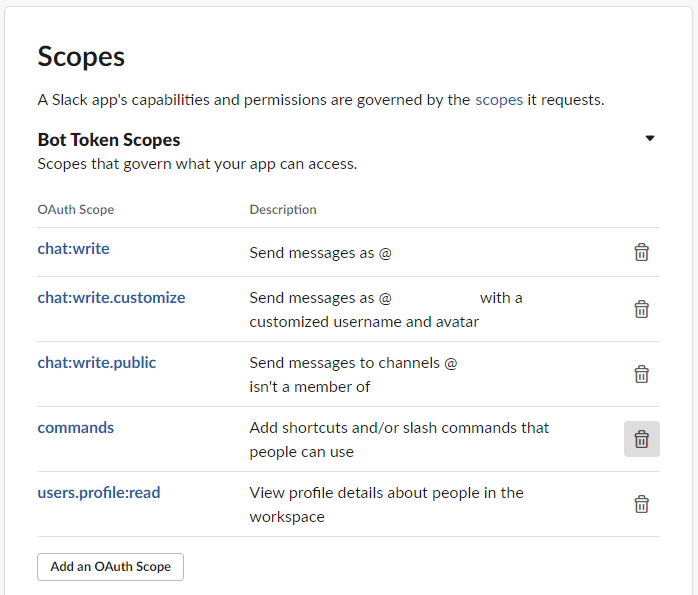 Scopes
A Slack app's capabilities and permissions are governed by the scopes it requests.
Bot Token Scopes
Scopes that govern what your app can access.
OAuth Scope Description
chat:write Send messages as @
chat:write.customize Send messages as @ with a
customized username and avatar
chat:write.public Send messages to channels @
isn't a member of
commands Add shortcuts and/or slash commands that
people can use
users.profile:read View profile details about people in the
workspace
Add an OAuth Scope